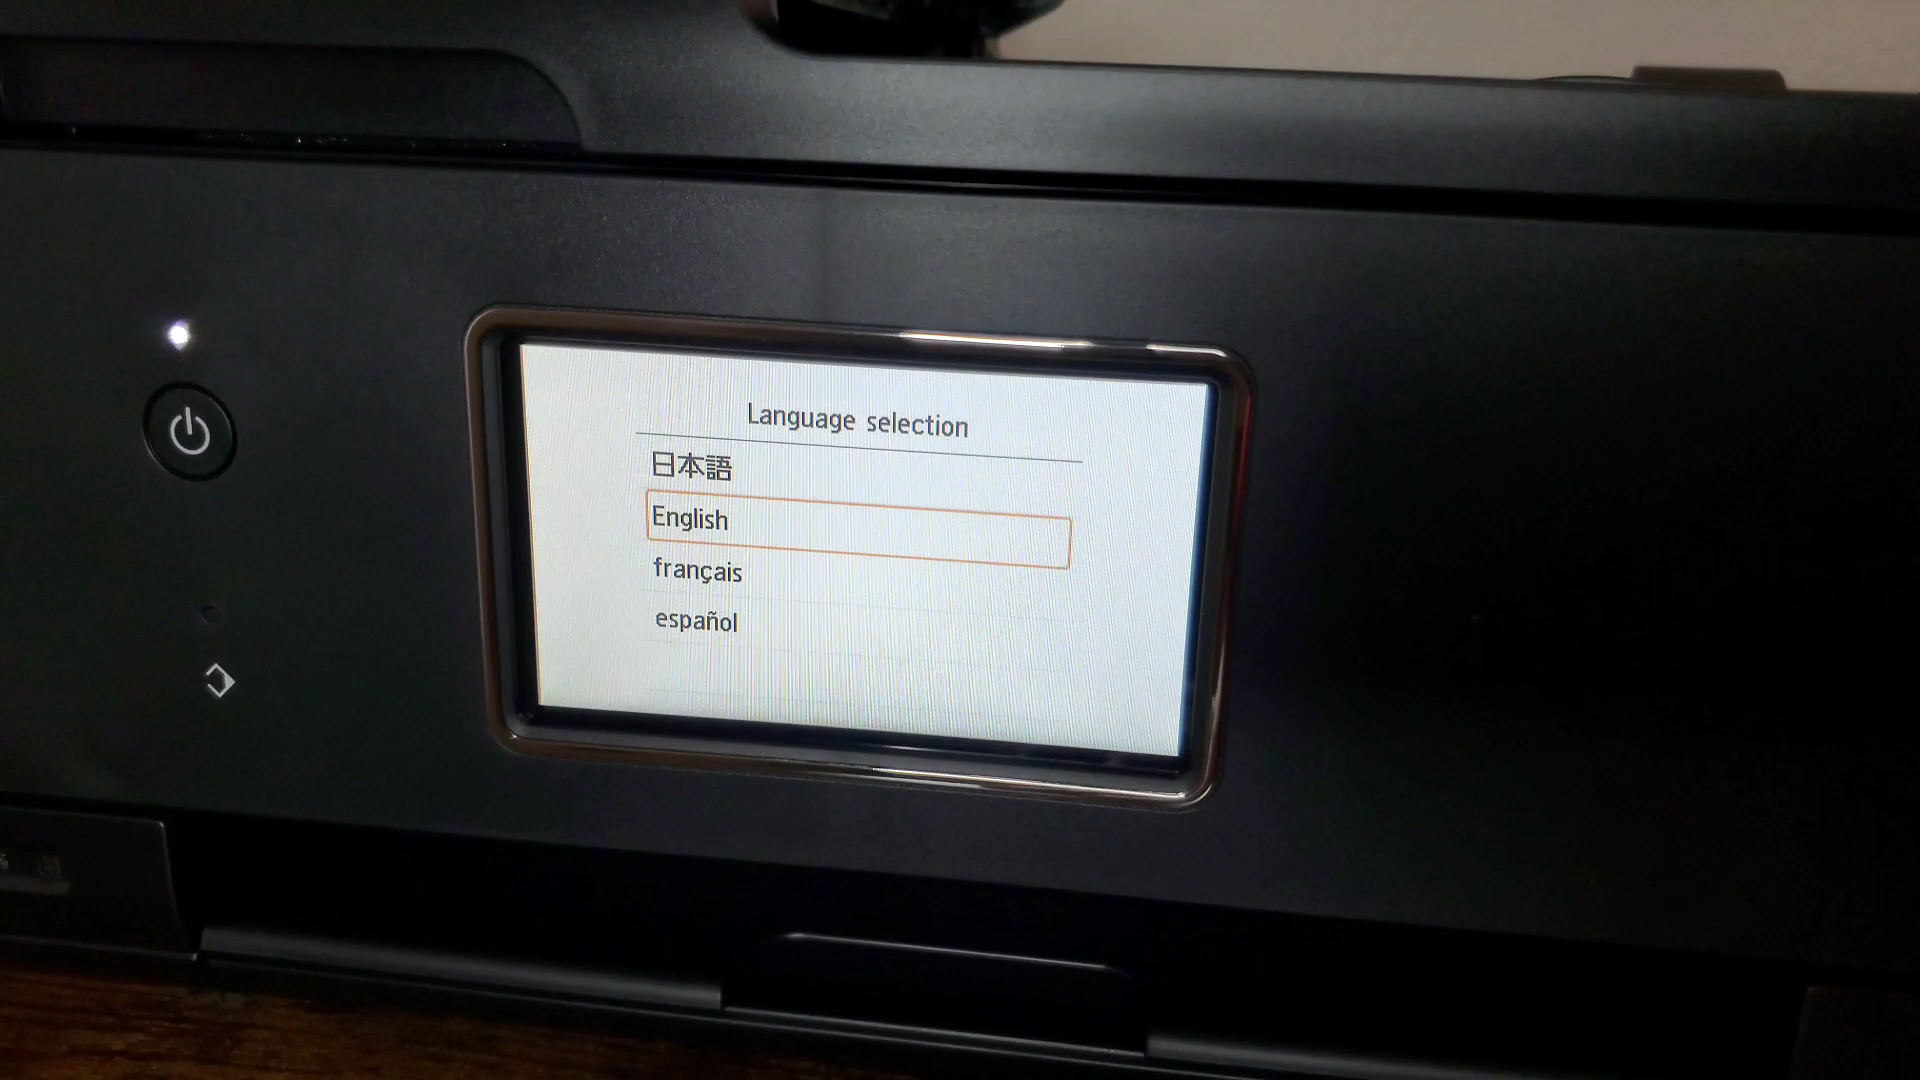 Language selection
日本語
English
français
español